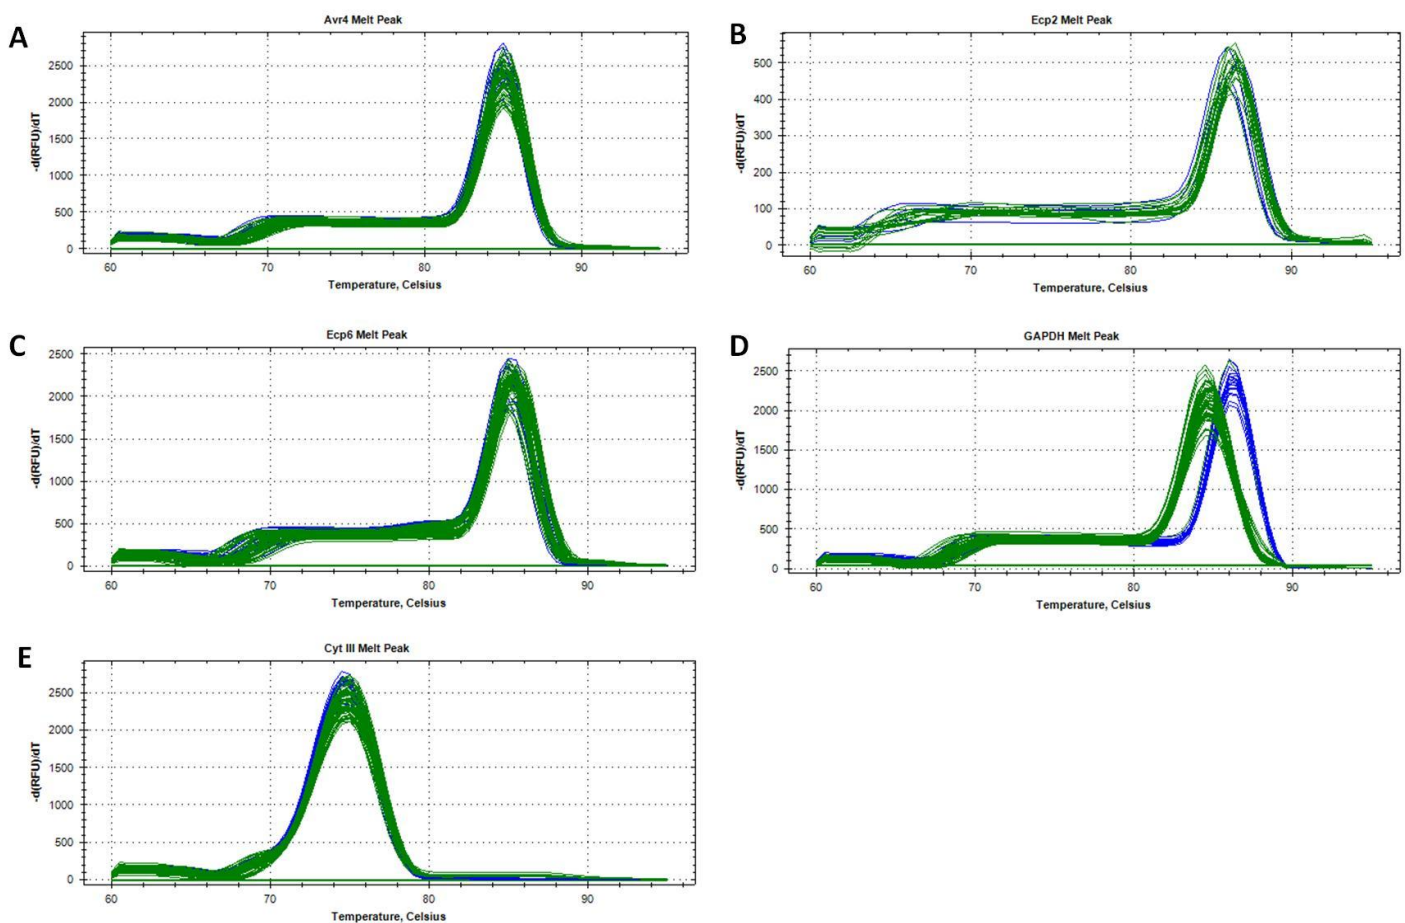 A
Avr4 Melt Peak
-d(RFU)/dT
2500
2000
1500
1000
500
0
60 70 80 90
Temperature, Celsius
B
Ecp2 Melt Peak
-d(RFU)/dT
500
400
300
200
100
0
60 70 80 90
Temperature, Celsius
C
Ecp6 Melt Peak
-d(RFU)/dT
2500
2000
1500
1000
500
0
60 70 80 90
Temperature, Celsius
D
GAPDH Melt Peak
-d(RFU)/dT
2500
2000
1500
1000
500
0
60 70 80 90
Temperature, Celsius
E
Cyt III Melt Peak
-d(RFU)/dT
2500
2000
1500
1000
500
0
60 70 80 90
Temperature, Celsius